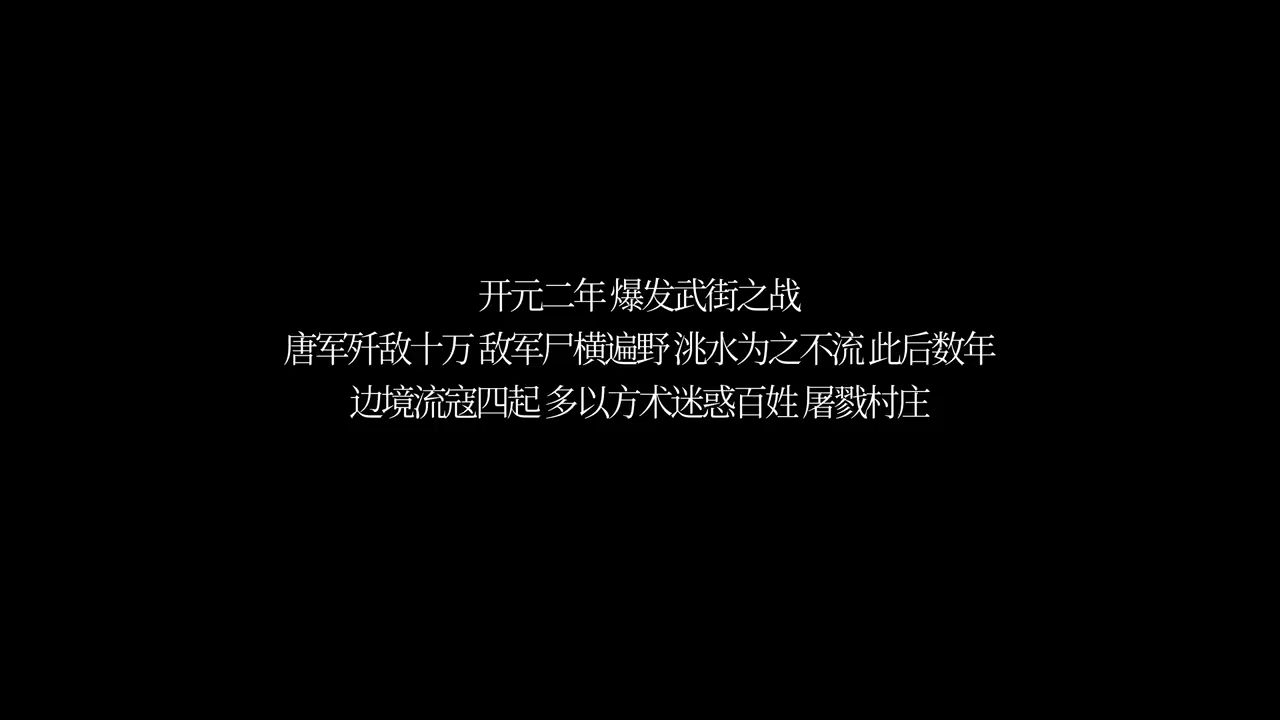 开元二年 爆发武街之战
唐军歼敌十万 敌军尸横遍野 洮水为之不流 此后数年
边境流寇四起 多以方术迷惑百姓 屠戮村庄